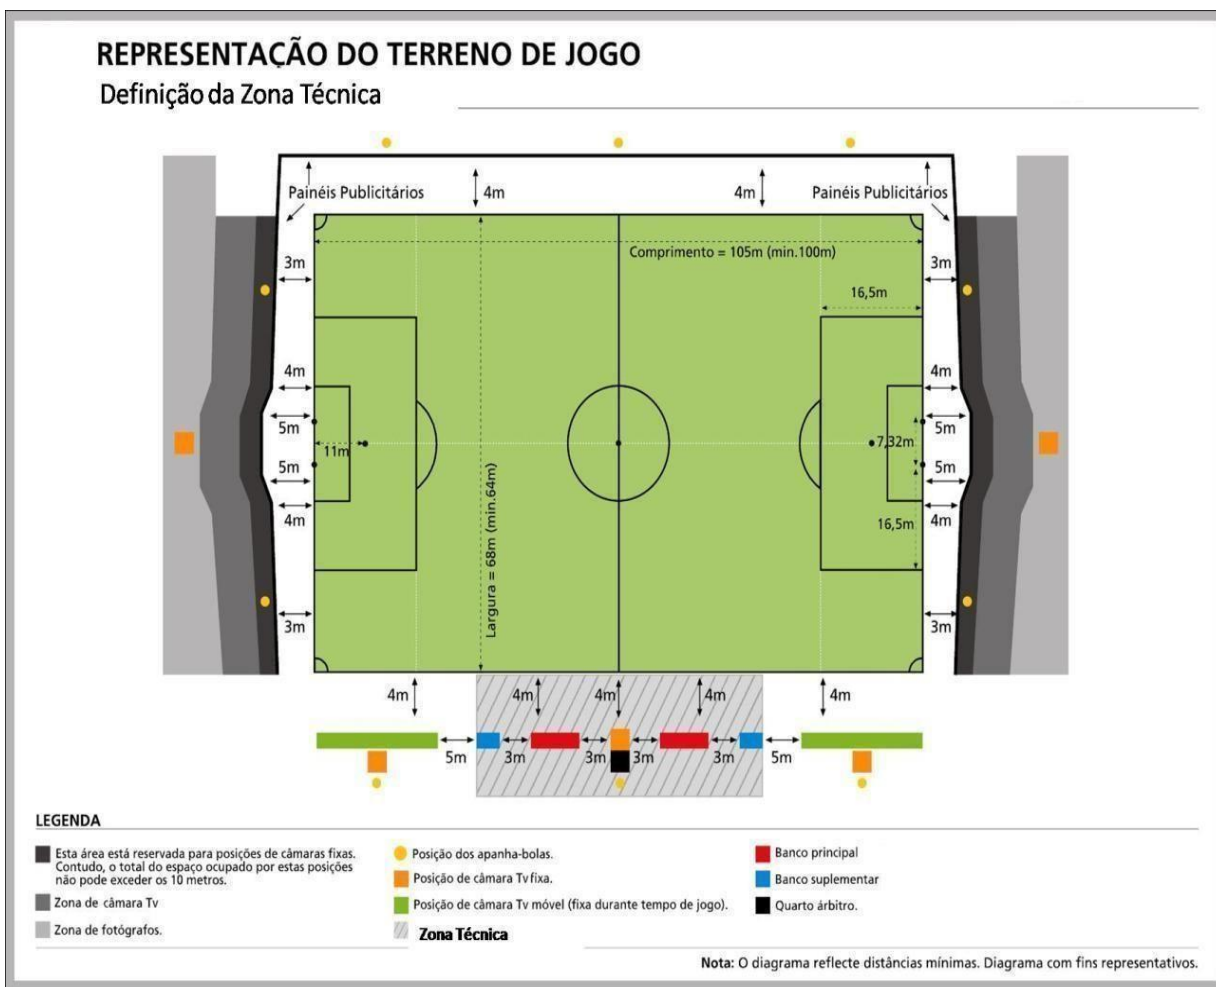 REPRESENTAÇÃO DO TERRENO DE JOGO
Definição da Zona Técnica
Painéis Publicitários
4m
4m
Painéis Publicitários
Comprimento = 105m (min.100m)
3m
3m
16,5m
4m
4m
5m
5m
11m
7,32m
5m
5m
4m
4m
16,5m
Largura = 68m (min.64m)
3m
3m
4m
4m
4m
4m
4m
5m
3m
3m
3m
3m
5m
LEGENDA
Esta área está reservada para posições de câmaras fixas.
Contudo, o total do espaço ocupado por estas posições
não pode exceder os 10 metros.
Zona de câmara Tv
Zona de fotógrafos.
Posição dos apanha-bolas.
Posição de câmara Tv fixa.
Posição de câmara Tv móvel (fixa durante tempo de jogo).
Zona Técnica
Banco principal
Banco suplementar
Quarto árbitro.
Nota: O diagrama reflecte distâncias mínimas. Diagrama com fins representativos.